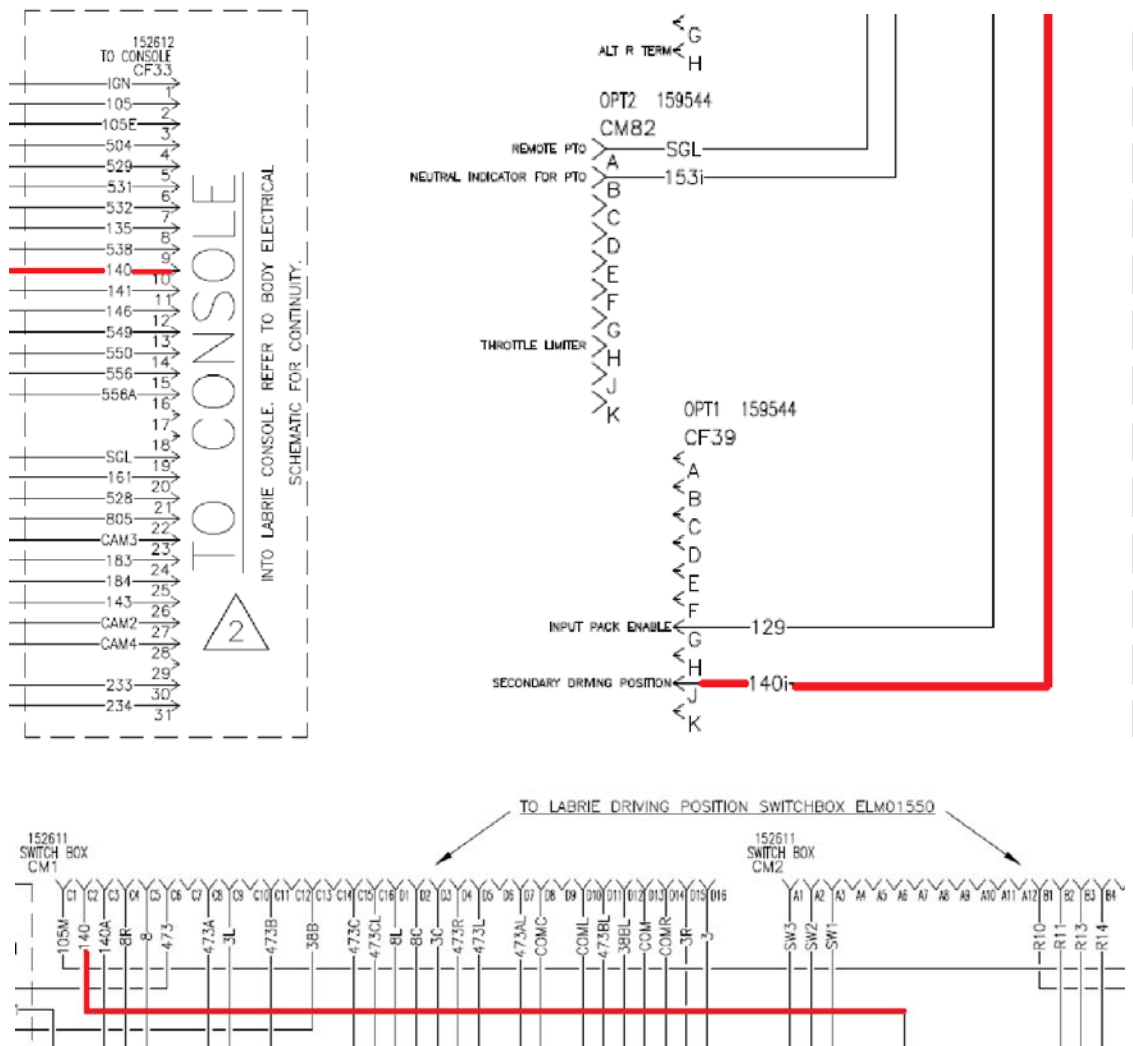 152612
TO CONSOLE
CF33
IGN 1
105 2
105E 3
504 4
529 5
531 6
532 7
135 8
538 9
140 10
141 11
146 12
549 13
550 14
556 15
556A 16
17
18
SGL 19
161 20
528 21
805 22
CAM3 23
183 24
184 25
143 26
CAM2 27
CAM4 28
29
233 30
234 31
TO CONSOLE
INTO LABRIE CONSOLE. REFER TO BODY ELECTRICAL
SCHEMATIC FOR CONTINUITY.
2
G
ALT R TERM H
OPT2 159544
CM82
REMOTE PTO A SGL
NEUTRAL INDICATOR FOR PTO B 153i
C
D
E
F
G
THROTTLE LIMITER H
J
K
OPT1 159544
CF39
A
B
C
D
E
F
INPUT PACK ENABLE G 129
H
SECONDARY DRIVING POSITION J 140i
K
TO LABRIE DRIVING POSITION SWITCHBOX ELM01550
152611
SWITCH BOX
CM1
C1 C2 C3 C4 C5 C6 C7 C8 C9 C10 C11 C12 C13 C14 C15 C16 D1 D2 D3 D4 D5 D6 D7 D8 D9 D10 D11 D12 D13 D14 D15 D16
105M 140 140A 8R 8 473 473A 3L 473B 38B 473C 473CL 8L 8C 3C 473R 473L 473AL COMC COML 473BL 38BL COM COMR 3R 3
152611
SWITCH BOX
CM2
A1 A2 A3 A4 A5 A6 A7 A8 A9 A10 A11 A12 B1 B2 B3 B4
SW3 SW2 SW1 R10 R11 R13 R14